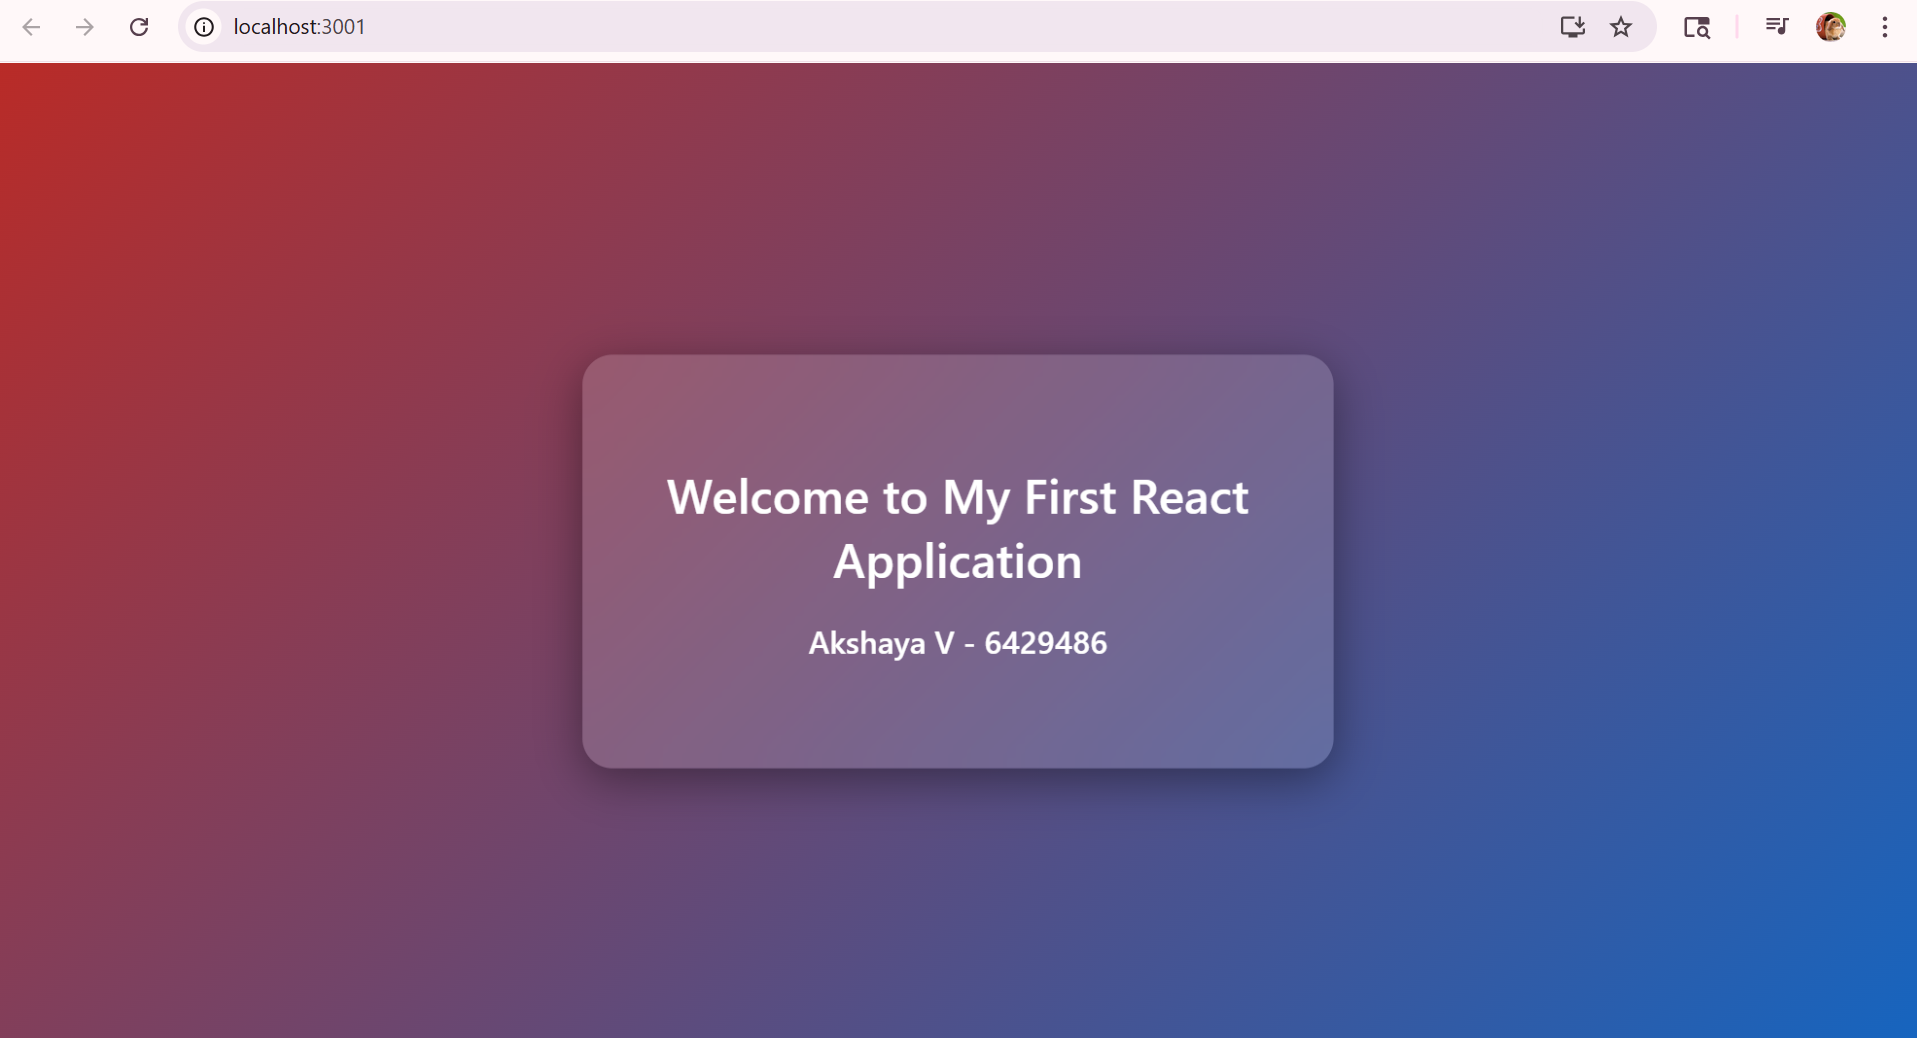 localhost:3001
Welcome to My First React
Application
Akshaya V - 6429486